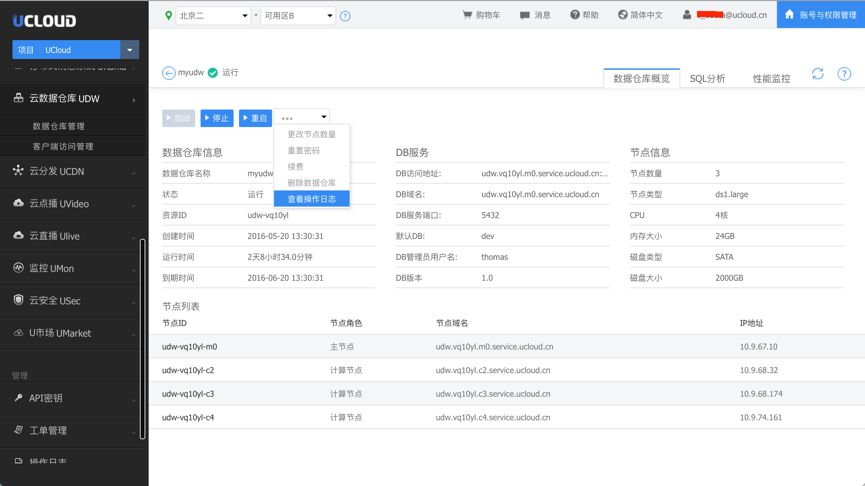 UCLOUD
北京二
-
可用区B
?
购物车
消息
?
帮助
简体中文
@ucloud.cn
账号与权限管理
项目
UCloud
云数据仓库 UDW
数据仓库管理
客户端访问管理
云分发 UCDN
云点播 UVideo
云直播 Ulive
监控 UMon
云安全 USec
U市场 UMarket
管理
API密钥
工单管理
操作日志
myudw
运行
数据仓库概览
SQL分析
性能监控
?
启动
停止
重启
•••
更改节点数量
重置密码
续费
删除数据仓库
查看操作日志
数据仓库信息
数据仓库名称
myudw
状态
运行
资源ID
udw-vq10yl
创建时间
2016-05-20 13:30:31
运行时间
2天8小时34.0分钟
到期时间
2016-06-20 13:30:31
DB服务
DB访问地址:
udw.vq10yl.m0.service.ucloud.cn:...
DB域名:
udw.vq10yl.m0.service.ucloud.cn
DB服务端口:
5432
默认DB:
dev
DB管理员用户名:
thomas
DB版本
1.0
节点信息
节点数量
3
节点类型
ds1.large
CPU
4核
内存大小
24GB
磁盘类型
SATA
磁盘大小
2000GB
节点列表
节点ID
节点角色
节点域名
IP地址
udw-vq10yl-m0
主节点
udw.vq10yl.m0.service.ucloud.cn
10.9.67.10
udw-vq10yl-c2
计算节点
udw.vq10yl.c2.service.ucloud.cn
10.9.68.32
udw-vq10yl-c3
计算节点
udw.vq10yl.c3.service.ucloud.cn
10.9.68.174
udw-vq10yl-c4
计算节点
udw.vq10yl.c4.service.ucloud.cn
10.9.74.161